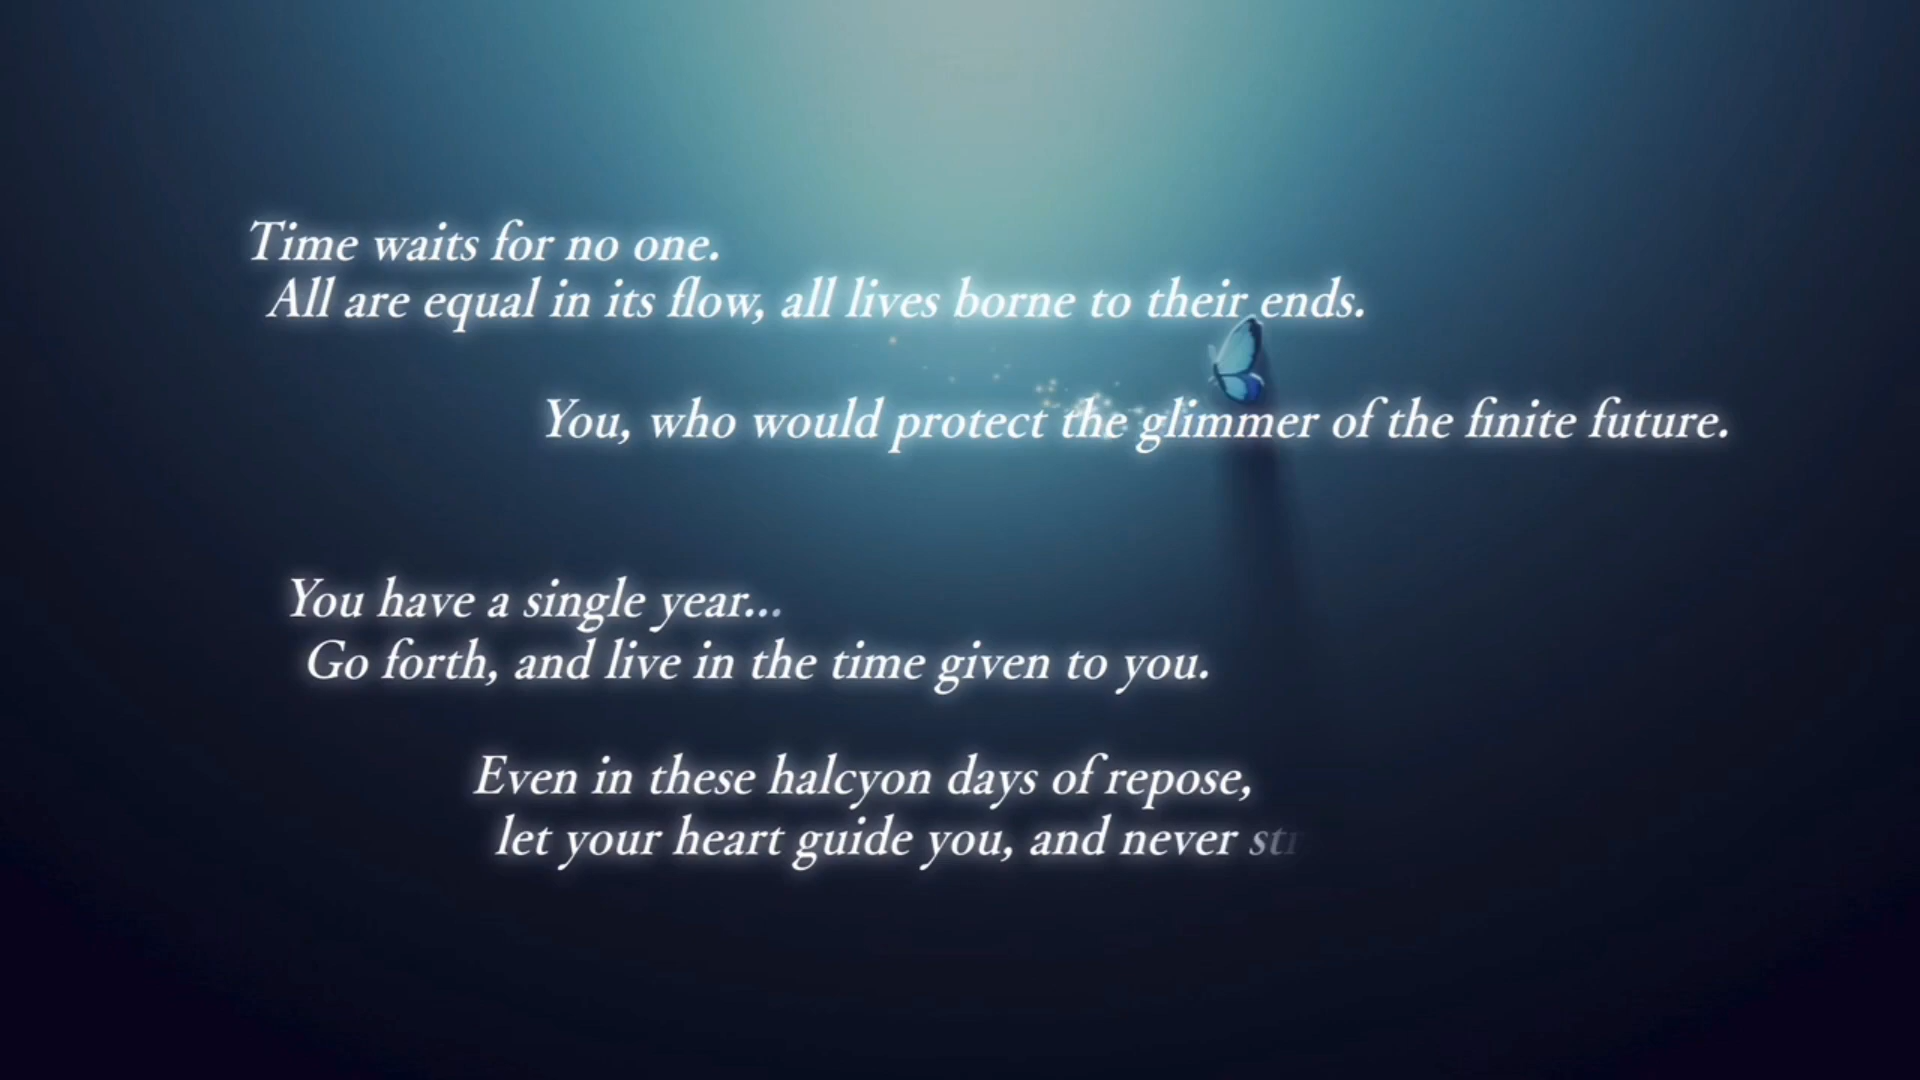 Time waits for no one.
All are equal in its flow, all lives borne to their ends.
You, who would protect the glimmer of the finite future.
You have a single year...
Go forth, and live in the time given to you.
Even in these halcyon days of repose,
let your heart guide you, and never